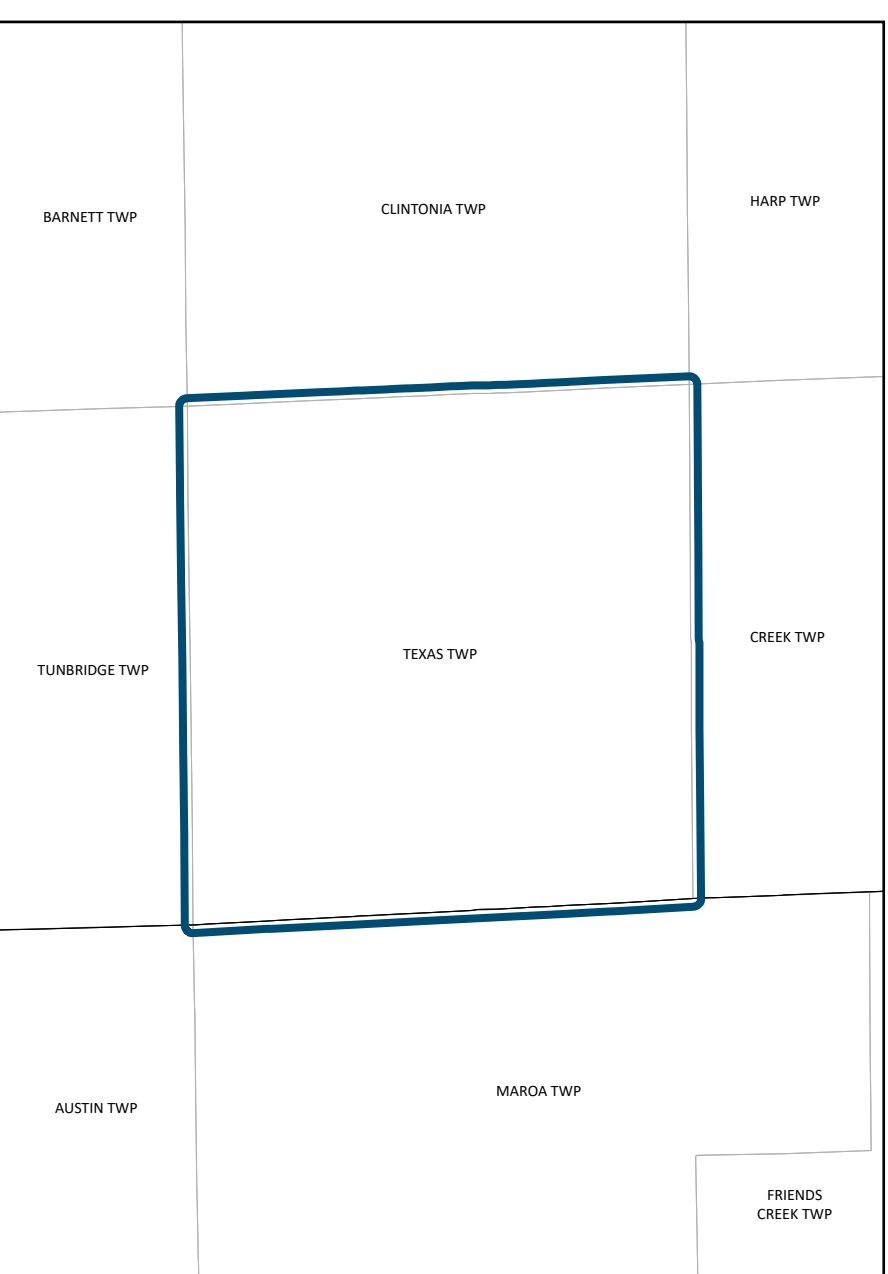 HARP TWP
CLINTONIA TWP
BARNETT TWP
CREEK TWP
TEXAS TWP
TUNBRIDGE TWP
MAROA TWP
AUSTIN TWP
FRIENDS
CREEK TWP